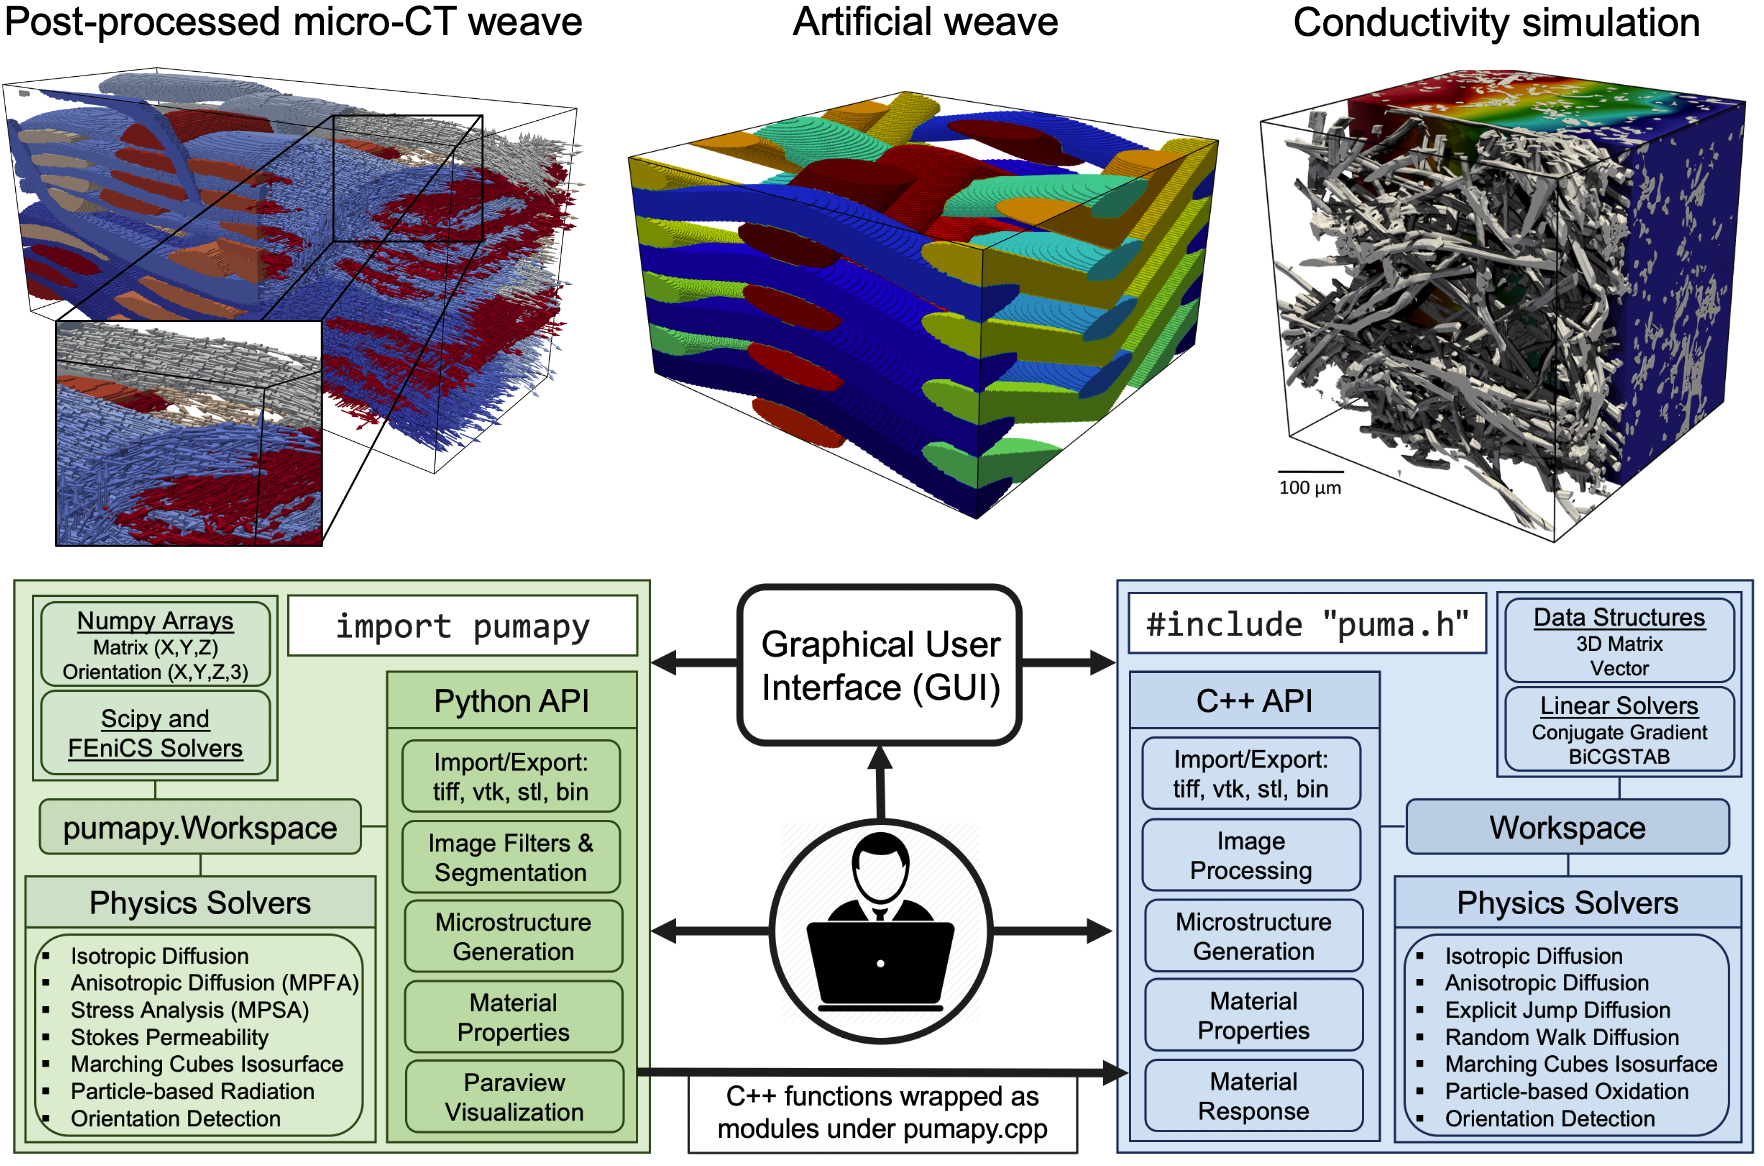 Post-processed micro-CT weave
Artificial weave
Conductivity simulation
100 µm
Numpy Arrays
Matrix (X,Y,Z)
Orientation (X,Y,Z,3)
Scipy and
FEniCS Solvers
import pumapy
pumapy.Workspace
Physics Solvers
▪ Isotropic Diffusion
▪ Anisotropic Diffusion (MPFA)
▪ Stress Analysis (MPSA)
▪ Stokes Permeability
▪ Marching Cubes Isosurface
▪ Particle-based Radiation
▪ Orientation Detection
Python API
Import/Export:
tiff, vtk, stl, bin
Image Filters &
Segmentation
Microstructure
Generation
Material
Properties
Paraview
Visualization
Graphical User
Interface (GUI)
C++ functions wrapped as
modules under pumapy.cpp
#include "puma.h"
C++ API
Import/Export:
tiff, vtk, stl, bin
Image
Processing
Microstructure
Generation
Material
Properties
Material
Response
Data Structures
3D Matrix
Vector
Linear Solvers
Conjugate Gradient
BiCGSTAB
Workspace
Physics Solvers
▪ Isotropic Diffusion
▪ Anisotropic Diffusion
▪ Explicit Jump Diffusion
▪ Random Walk Diffusion
▪ Marching Cubes Isosurface
▪ Particle-based Oxidation
▪ Orientation Detection